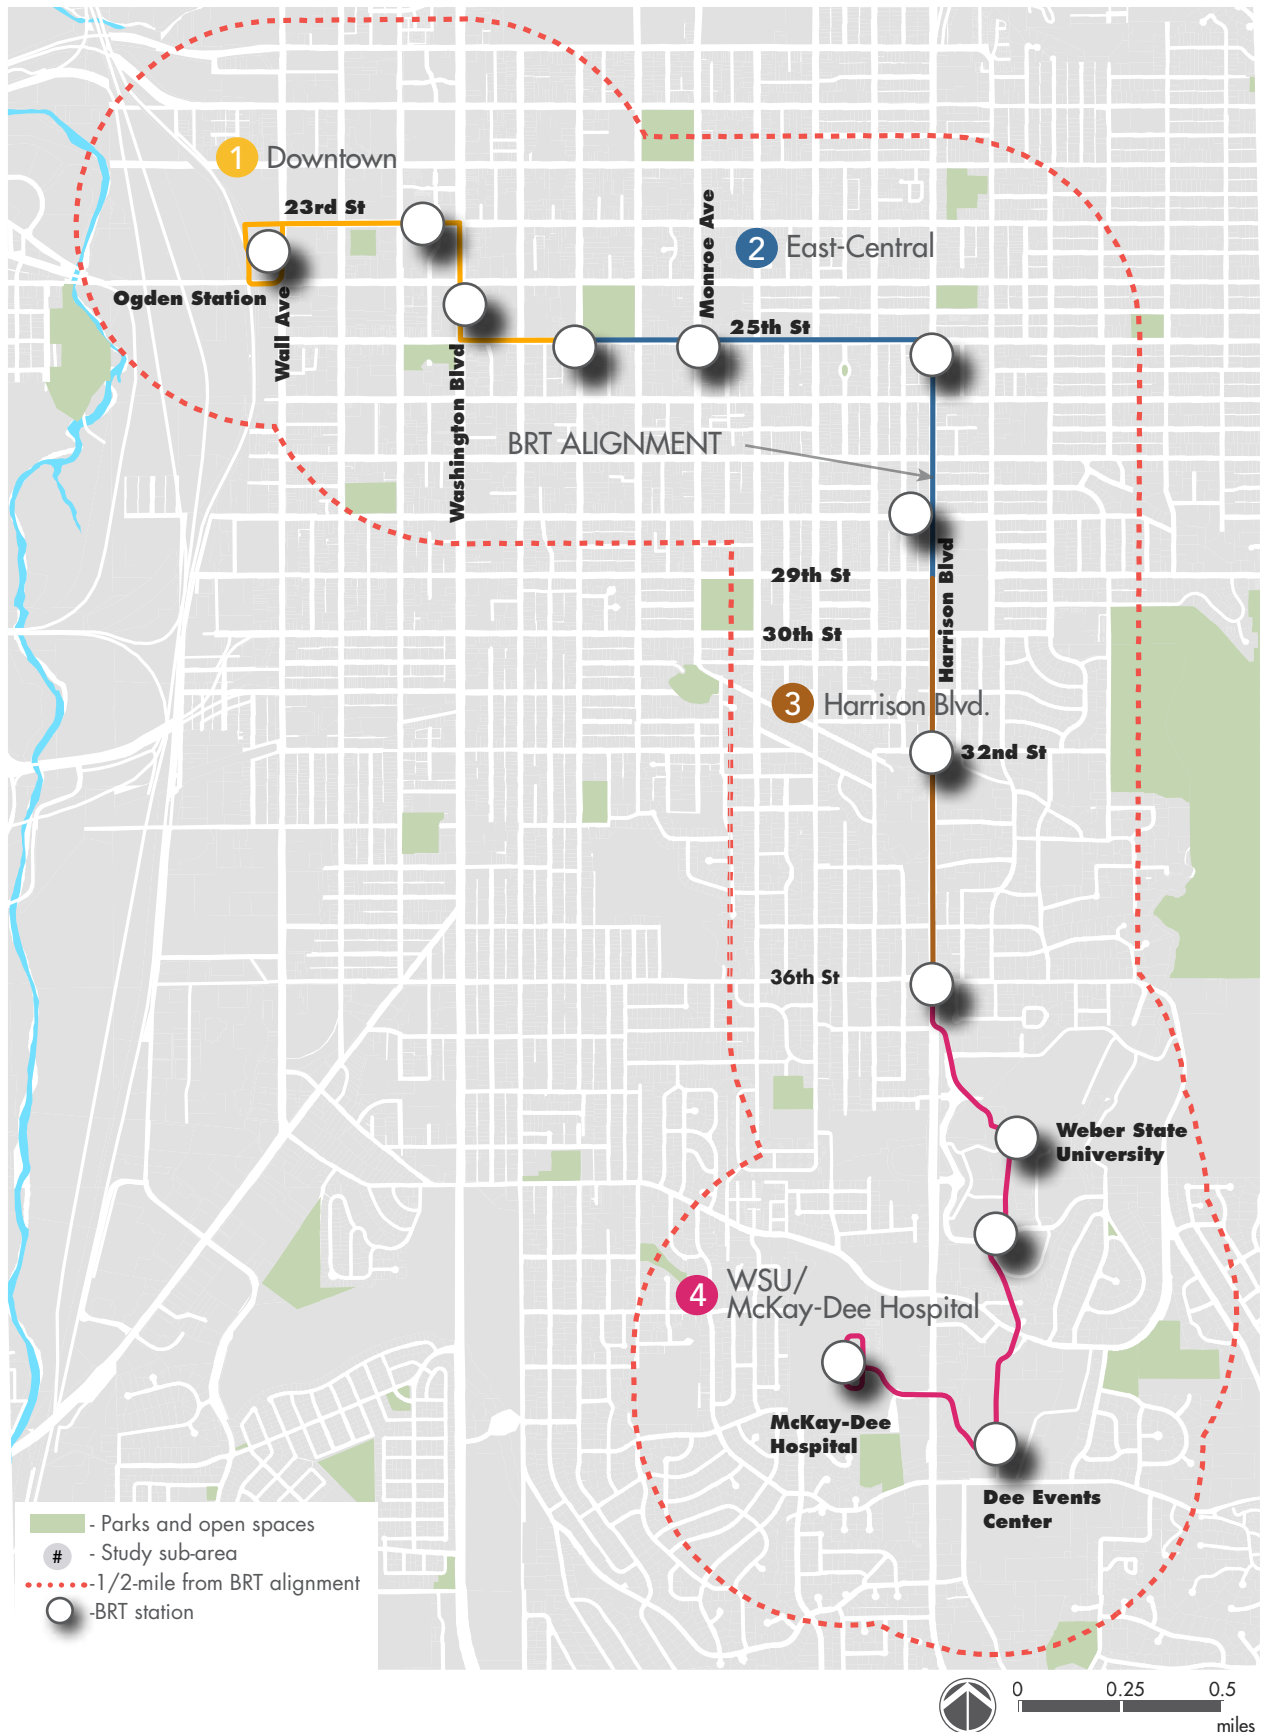 1 Downtown
23rd St
Monroe Ave
2 East-Central
Ogden Station
Wall Ave
25th St
Washington Blvd
BRT ALIGNMENT
Harrison Blvd
29th St
30th St
3 Harrison Blvd.
32nd St
36th St
Weber State
University
4 WSU/
McKay-Dee Hospital
McKay-Dee
Hospital
Dee Events
Center
- Parks and open spaces
# - Study sub-area
-1/2-mile from BRT alignment
-BRT station
0 0.25 0.5
miles